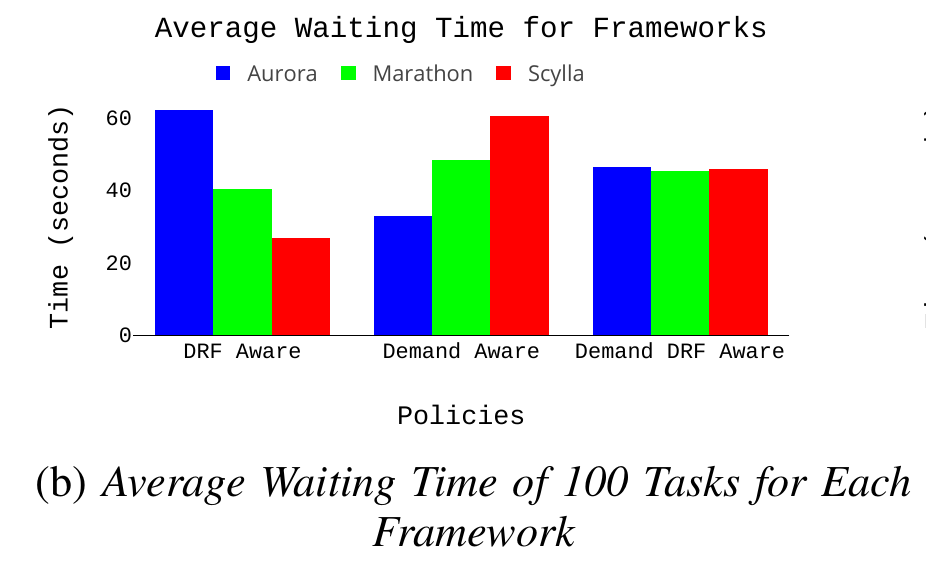 Average Waiting Time for Frameworks
Aurora Marathon Scylla
Time (seconds)
60
40
20
0
DRF Aware Demand Aware Demand DRF Aware
Policies
(b) Average Waiting Time of 100 Tasks for Each
Framework